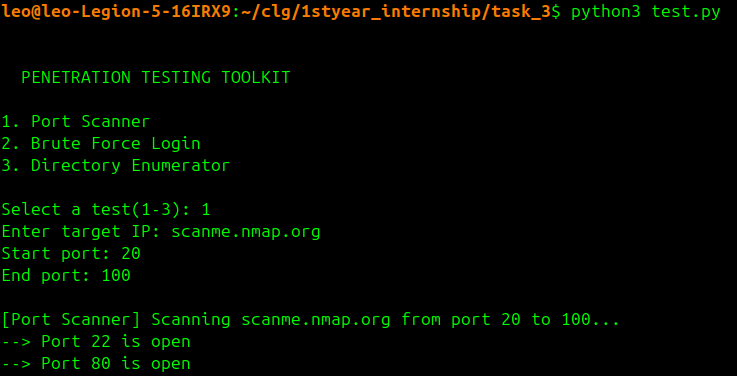 leo@leo-Legion-5-16IRX9:~/clg/1styear_internship/task_3$ python3 test.py
PENETRATION TESTING TOOLKIT
1. Port Scanner
2. Brute Force Login
3. Directory Enumerator
Select a test(1-3): 1
Enter target IP: scanme.nmap.org
Start port: 20
End port: 100
[Port Scanner] Scanning scanme.nmap.org from port 20 to 100...
--> Port 22 is open
--> Port 80 is open